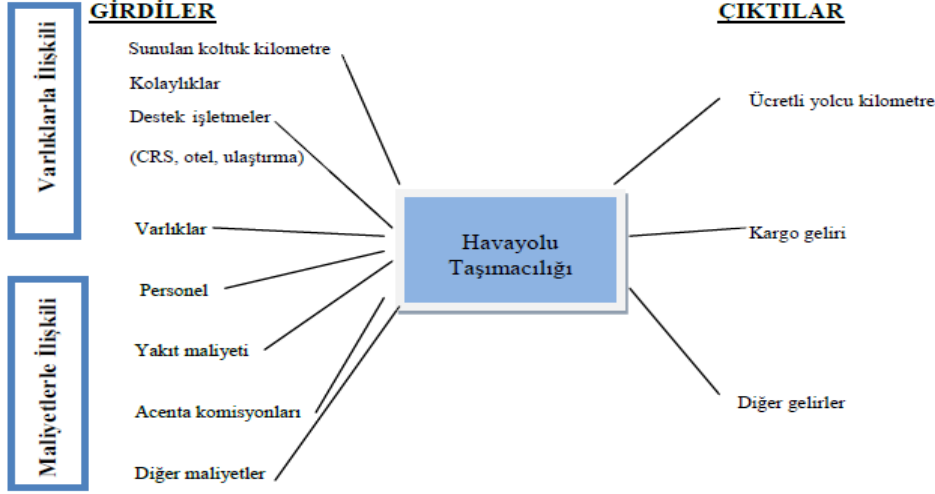 GİRDİLER
ÇIKTILAR
Varlıklarla İlişkili
Sunulan koltuk kilometre
Kolaylıklar
Destek işletmeler
(CRS, otel, ulaştırma)
Varlıklar
Maliyetlerle İlişkili
Personel
Yakıt maliyeti
Acenta komisyonları
Diğer maliyetler
Havayolu
Taşımacılığı
Ücretli yolcu kilometre
Kargo geliri
Diğer gelirler